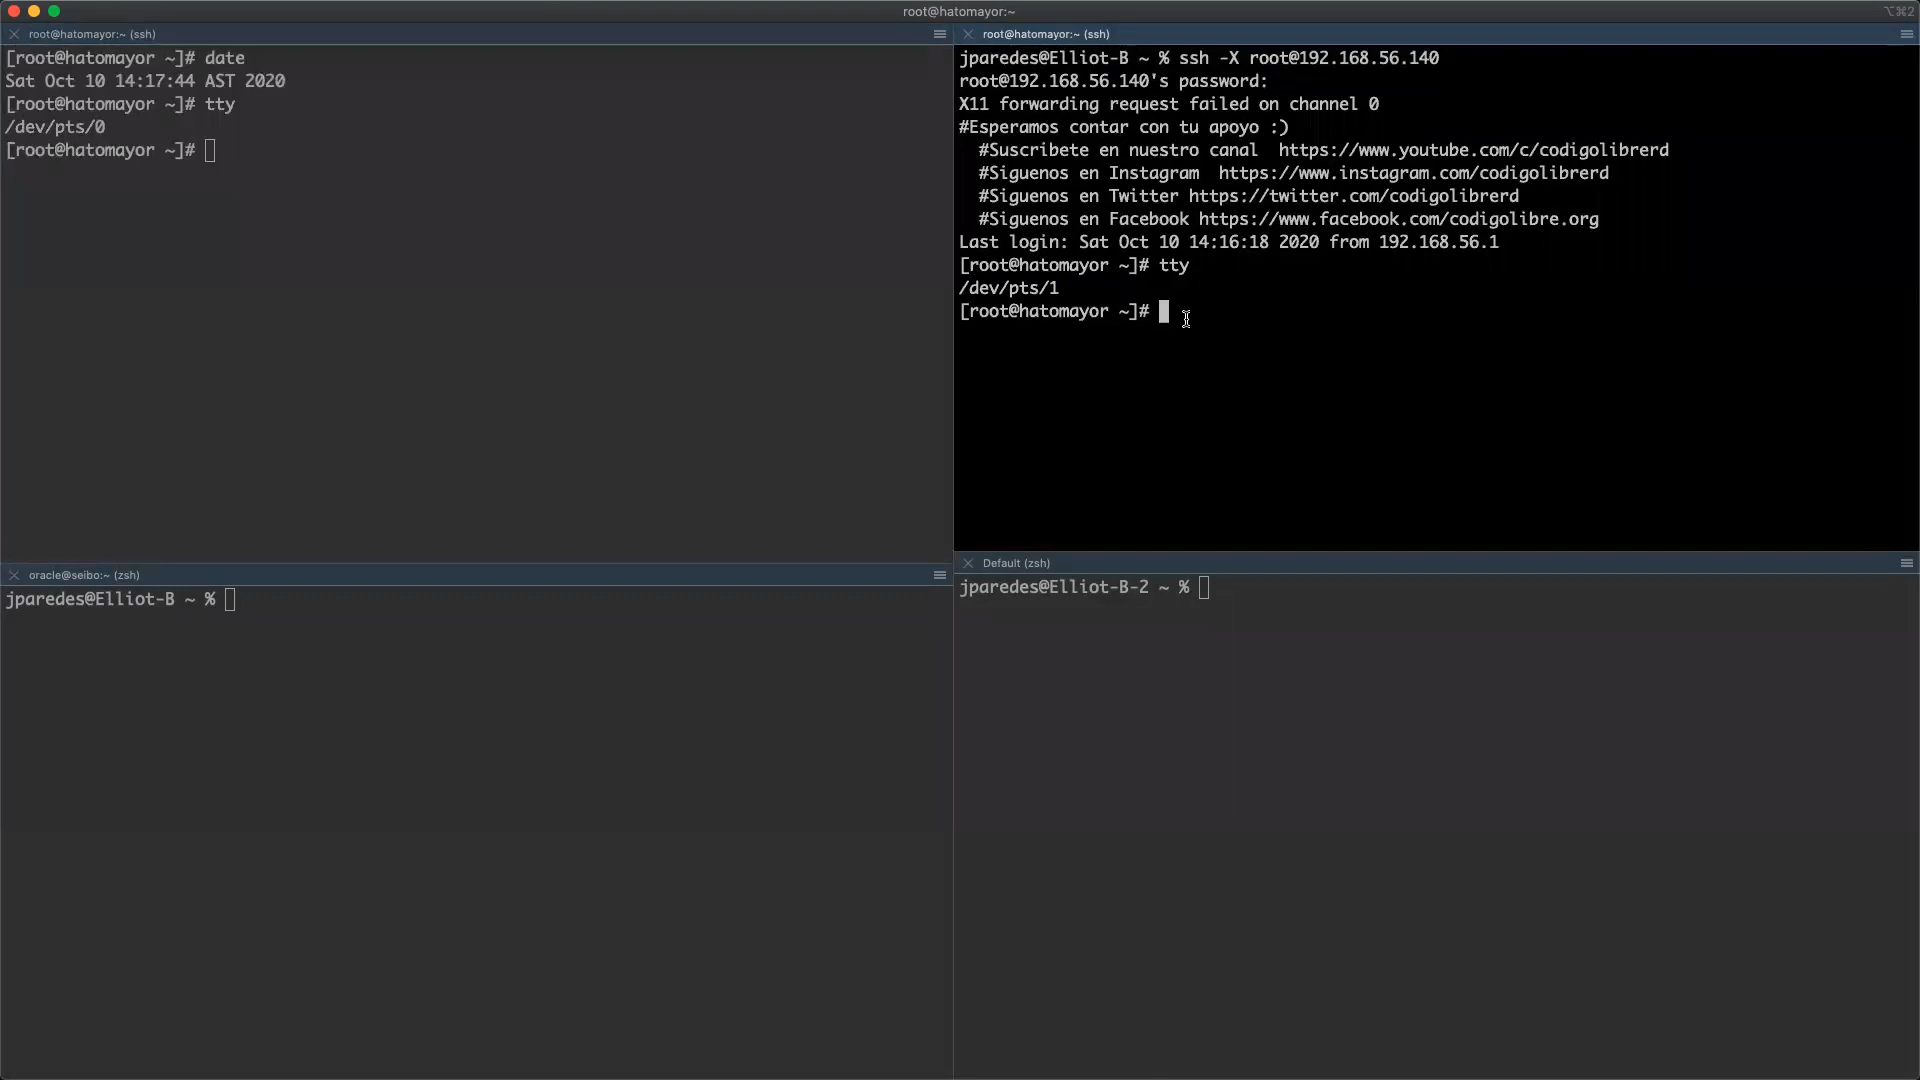 root@hatomayor:~
⌥⌘2
root@hatomayor:~ (ssh)
[root@hatomayor ~]# date
Sat Oct 10 14:17:44 AST 2020
[root@hatomayor ~]# tty
/dev/pts/0
[root@hatomayor ~]#
root@hatomayor:~ (ssh)
jparedes@Elliot-B ~ % ssh -X root@192.168.56.140
root@192.168.56.140's password:
X11 forwarding request failed on channel 0
#Esperamos contar con tu apoyo :)
#Suscribete en nuestro canal  https://www.youtube.com/c/codigolibrerd
#Siguenos en Instagram  https://www.instagram.com/codigolibrerd
#Siguenos en Twitter https://twitter.com/codigolibrerd
#Siguenos en Facebook https://www.facebook.com/codigolibre.org
Last login: Sat Oct 10 14:16:18 2020 from 192.168.56.1
[root@hatomayor ~]# tty
/dev/pts/1
[root@hatomayor ~]#
oracle@seibo:~ (zsh)
jparedes@Elliot-B ~ %
Default (zsh)
jparedes@Elliot-B-2 ~ %